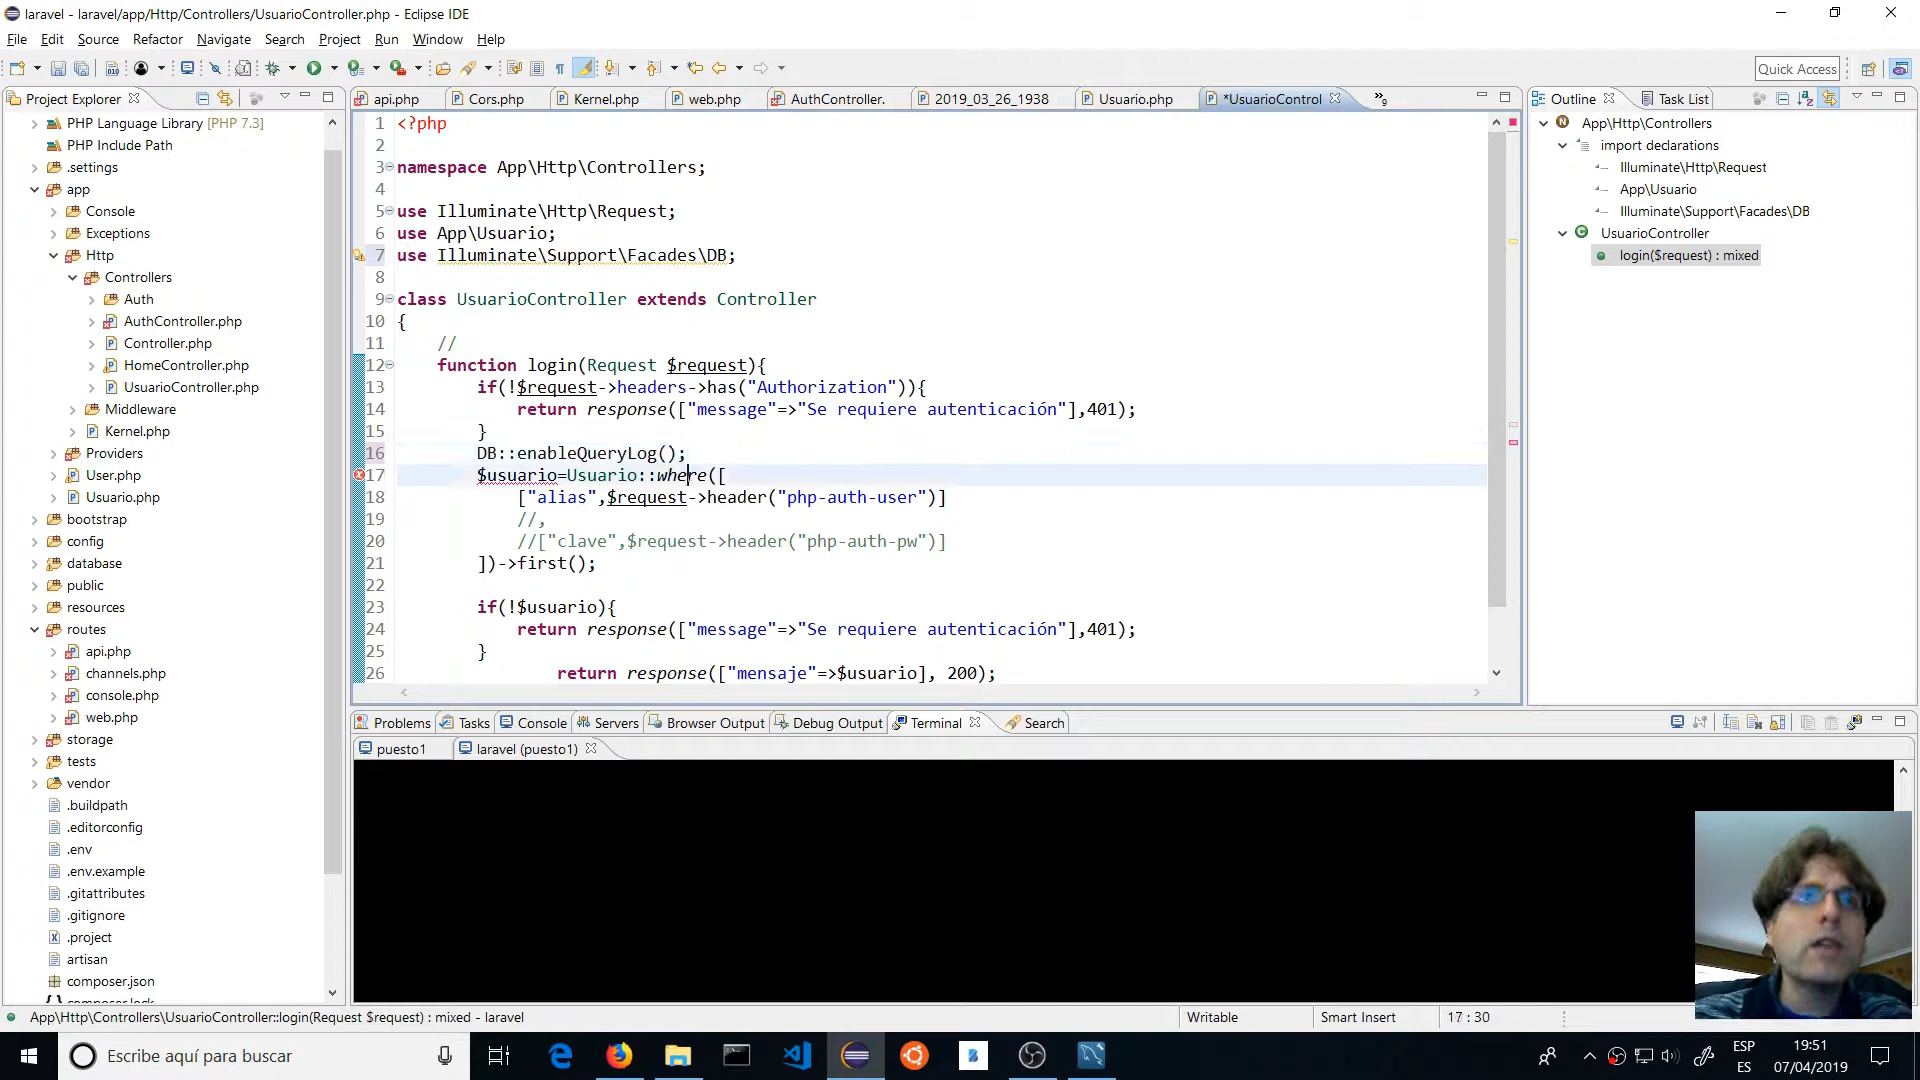 laravel - laravel/app/Http/Controllers/UsuarioController.php - Eclipse IDE
File Edit Source Refactor Navigate Search Project Run Window Help
Quick Access
Project Explorer
PHP Language Library [PHP 7.3]
PHP Include Path
.settings
app
Console
Exceptions
Http
Controllers
Auth
AuthController.php
Controller.php
HomeController.php
UsuarioController.php
Middleware
Kernel.php
Providers
User.php
Usuario.php
bootstrap
config
database
public
resources
routes
api.php
channels.php
console.php
web.php
storage
tests
vendor
.buildpath
.editorconfig
.env
.env.example
.gitattributes
.gitignore
.project
artisan
composer.json
composer.lock
api.php Cors.php Kernel.php web.php AuthController. 2019_03_26_1938 Usuario.php *UsuarioControl »9
1 <?php
2
3 namespace App\Http\Controllers;
4
5 use Illuminate\Http\Request;
6 use App\Usuario;
7 use Illuminate\Support\Facades\DB;
8
9 class UsuarioController extends Controller
10 {
11 //
12 function login(Request $request){
13 if(!$request->headers->has("Authorization")){
14 return response(["message"=>"Se requiere autenticación"],401);
15 }
16 DB::enableQueryLog();
17 $usuario=Usuario::where([
18 ["alias",$request->header("php-auth-user")]
19 //,
20 //["clave",$request->header("php-auth-pw")]
21 ])->first();
22
23 if(!$usuario){
24 return response(["message"=>"Se requiere autenticación"],401);
25 }
26 return response(["mensaje"=>$usuario], 200);
Outline Task List
App\Http\Controllers
import declarations
Illuminate\Http\Request
App\Usuario
Illuminate\Support\Facades\DB
UsuarioController
login($request) : mixed
Problems Tasks Console Servers Browser Output Debug Output Terminal Search
puesto1 laravel (puesto1)
App\Http\Controllers\UsuarioController::login(Request $request) : mixed - laravel
Writable Smart Insert 17 : 30
Escribe aquí para buscar
ESP
ES
19:51
07/04/2019